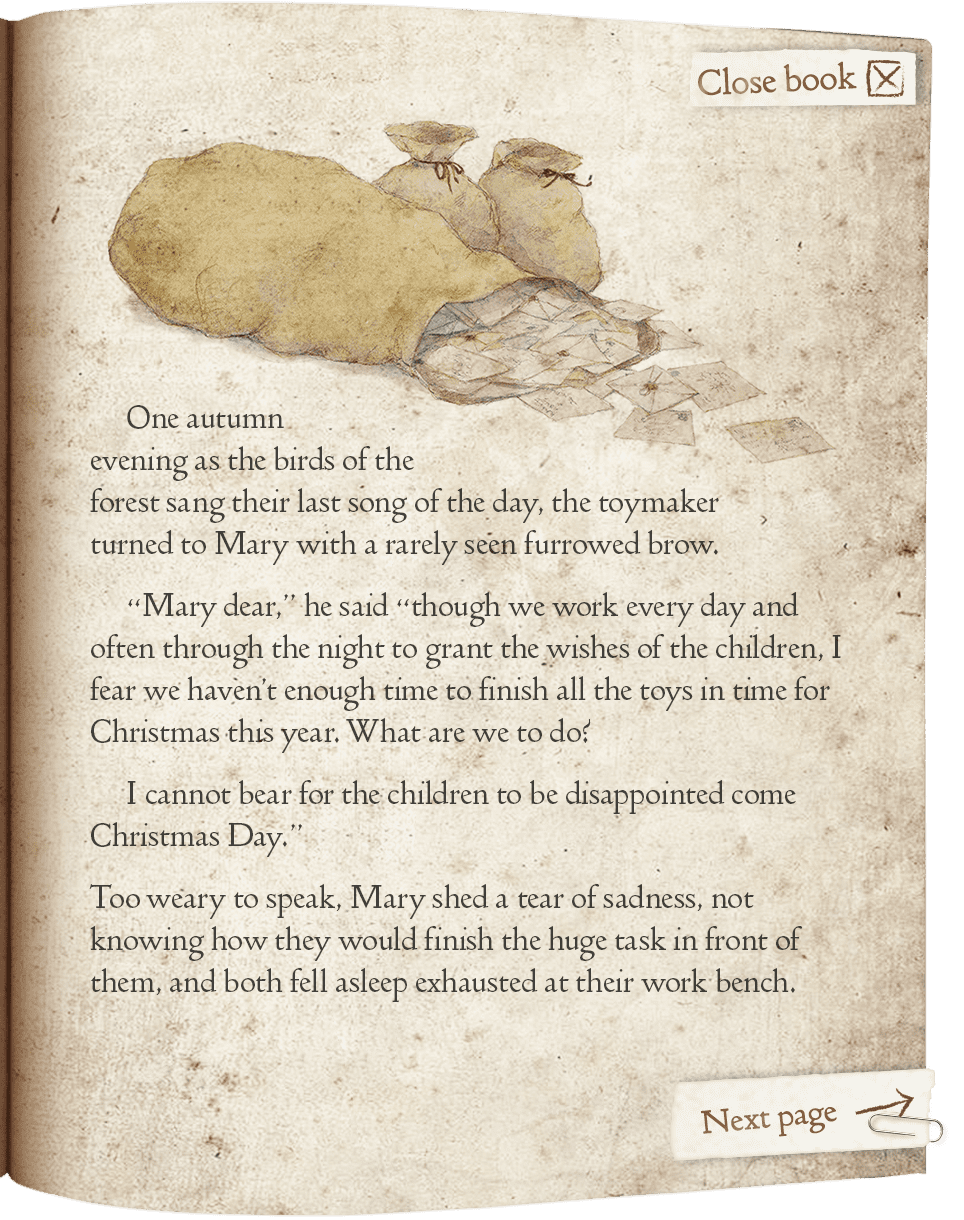 Close book
One autumn
evening as the birds of the
forest sang their last song of the day, the toymaker
turned to Mary with a rarely seen furrowed brow.
“Mary dear,” he said “though we work every day and
often through the night to grant the wishes of the children, I
fear we haven't enough time to finish all the toys in time for
Christmas this year. What are we to do?
I cannot bear for the children to be disappointed come
Christmas Day.”
Too weary to speak, Mary shed a tear of sadness, not
knowing how they would finish the huge task in front of
them, and both fell asleep exhausted at their work bench.
Next page